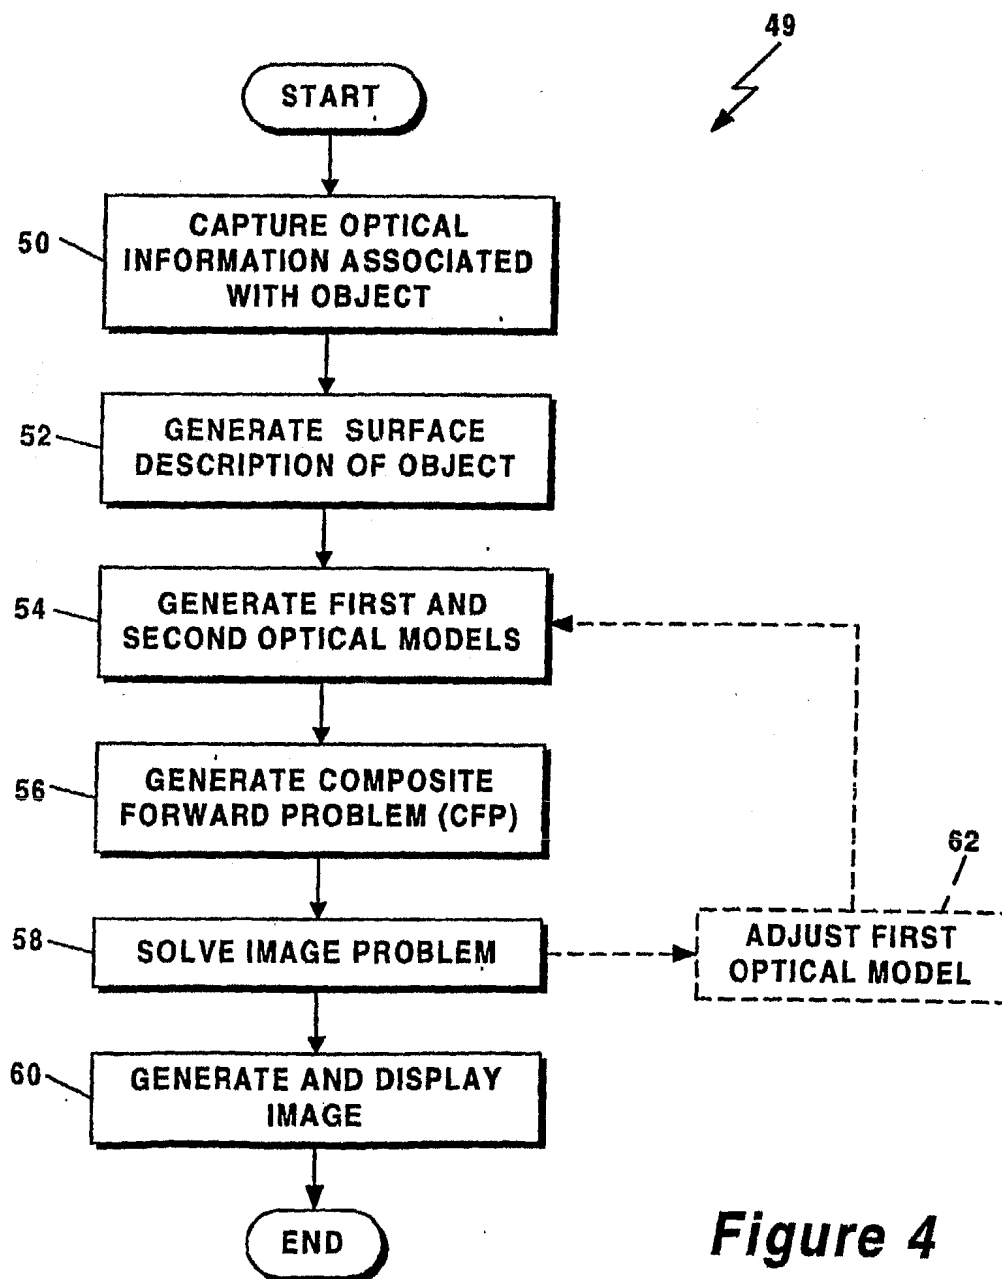 49
START
50
CAPTURE OPTICAL
INFORMATION ASSOCIATED
WITH OBJECT
52
GENERATE SURFACE
DESCRIPTION OF OBJECT
54
GENERATE FIRST AND
SECOND OPTICAL MODELS
56
GENERATE COMPOSITE
FORWARD PROBLEM (CFP)
62
58
SOLVE IMAGE PROBLEM
ADJUST FIRST
OPTICAL MODEL
60
GENERATE AND DISPLAY
IMAGE
END
Figure 4